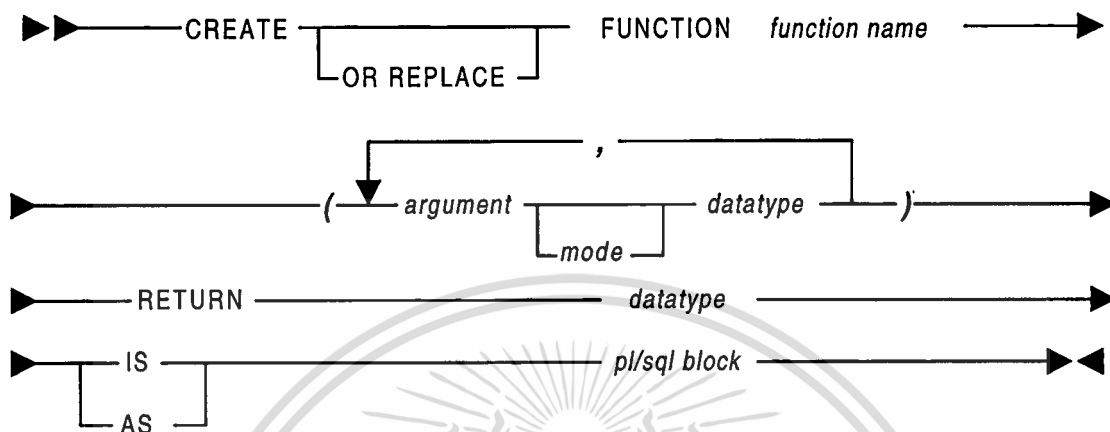 CREATE FUNCTION function name
OR REPLACE
,
( argument datatype )
mode
RETURN datatype
IS pl/sql block
AS